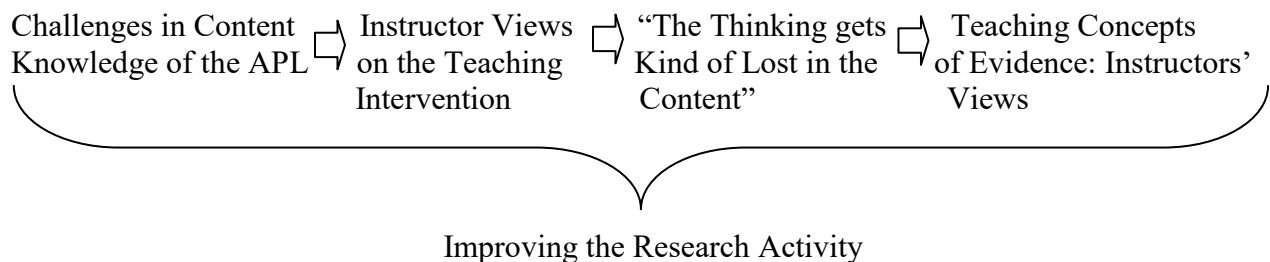 Challenges in Content
Knowledge of the APL
Instructor Views
on the Teaching
Intervention
“The Thinking gets
Kind of Lost in the
Content”
Teaching Concepts
of Evidence: Instructors’
Views
Improving the Research Activity